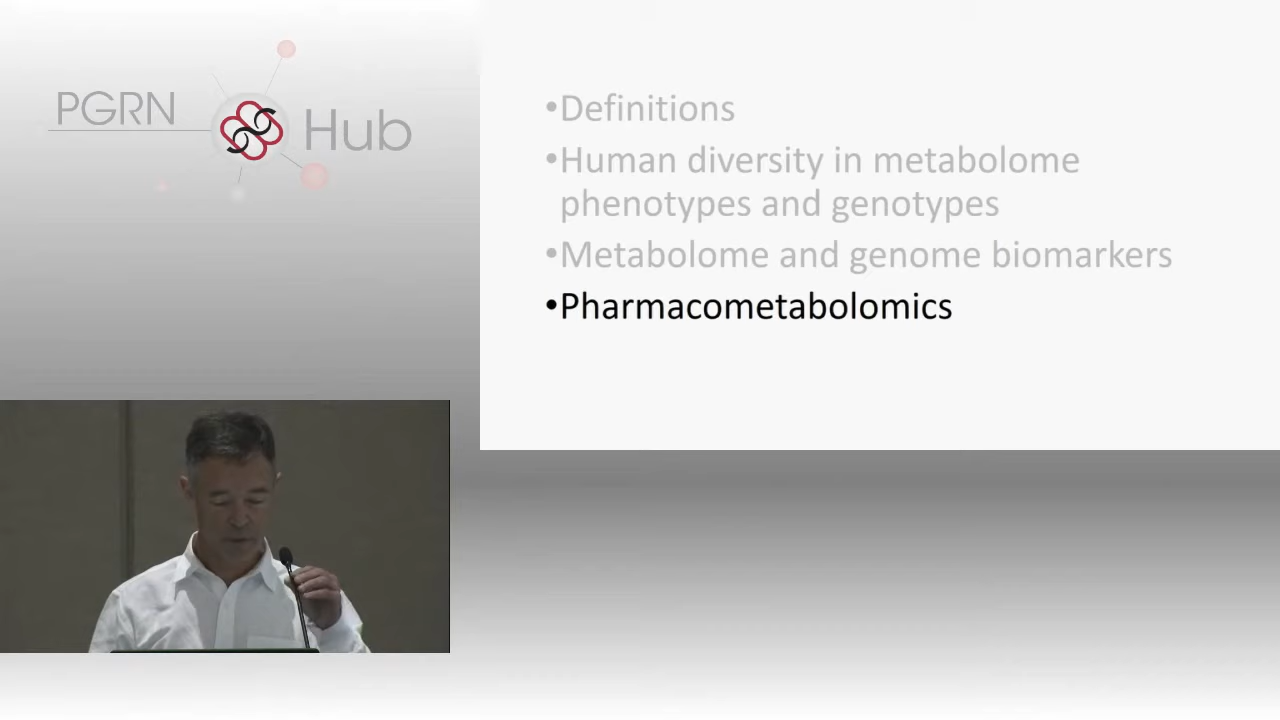 PGRN Hub
•Definitions
•Human diversity in metabolome
phenotypes and genotypes
•Metabolome and genome biomarkers
•Pharmacometabolomics